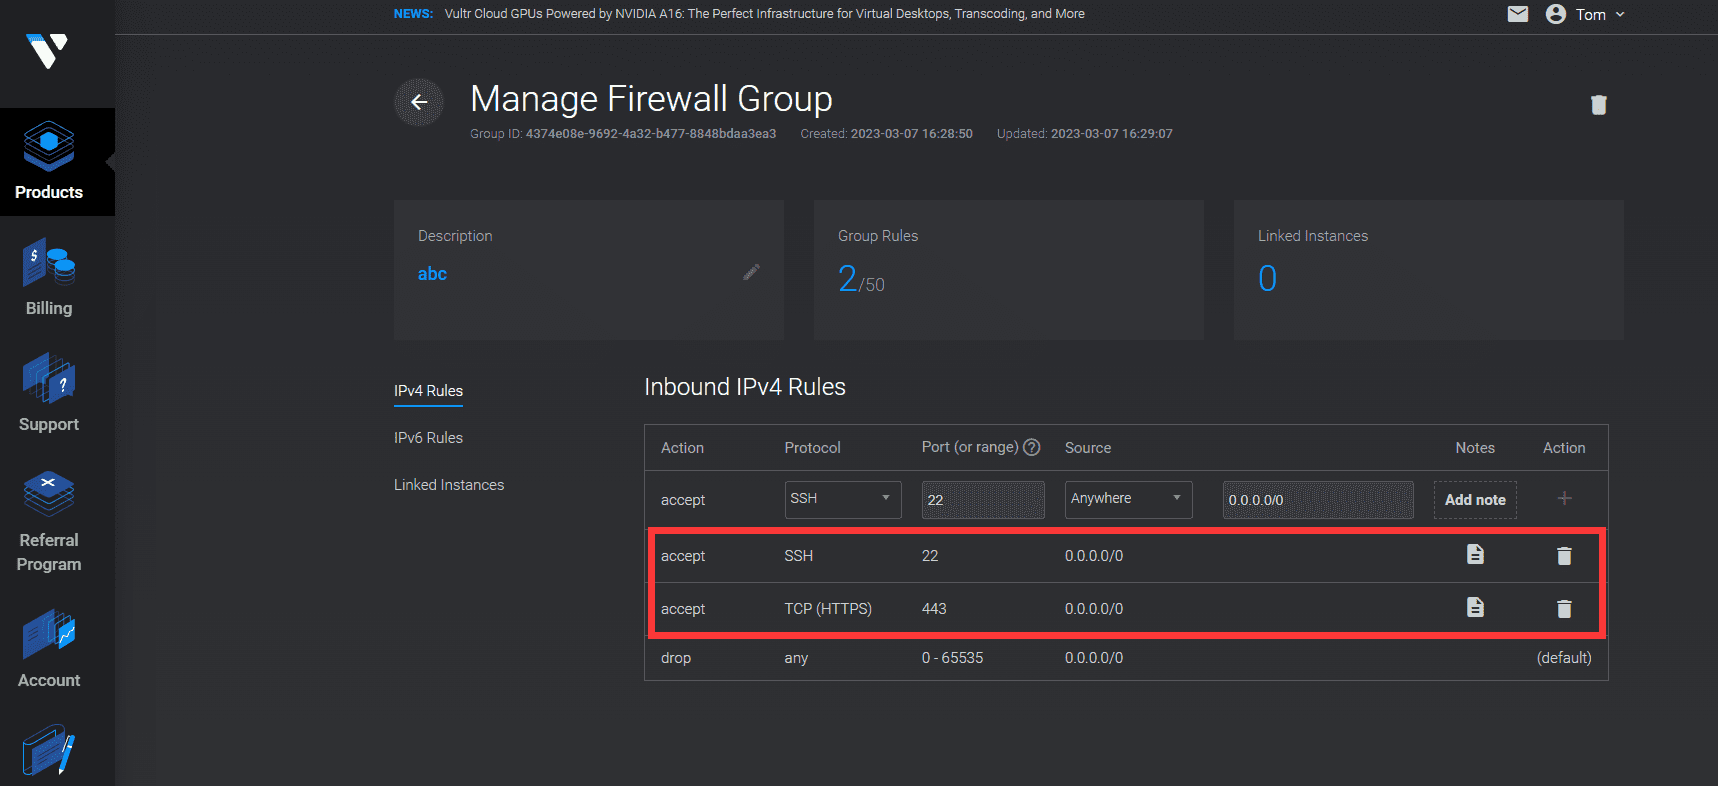 NEWS: Vultr Cloud GPUs Powered by NVIDIA A16: The Perfect Infrastructure for Virtual Desktops, Transcoding, and More
Tom
Products
Billing
Support
Referral
Program
Account
Manage Firewall Group
Group ID: 4374e08e-9692-4a32-b477-8848bdaa3ea3 Created: 2023-03-07 16:28:50 Updated: 2023-03-07 16:29:07
Description
abc
Group Rules
2/50
Linked Instances
0
IPv4 Rules
IPv6 Rules
Linked Instances
Inbound IPv4 Rules
Action Protocol Port (or range) ? Source Notes Action
accept SSH 22 Anywhere 0.0.0.0/0 Add note +
accept SSH 22 0.0.0.0/0
accept TCP (HTTPS) 443 0.0.0.0/0
drop any 0 - 65535 0.0.0.0/0 (default)